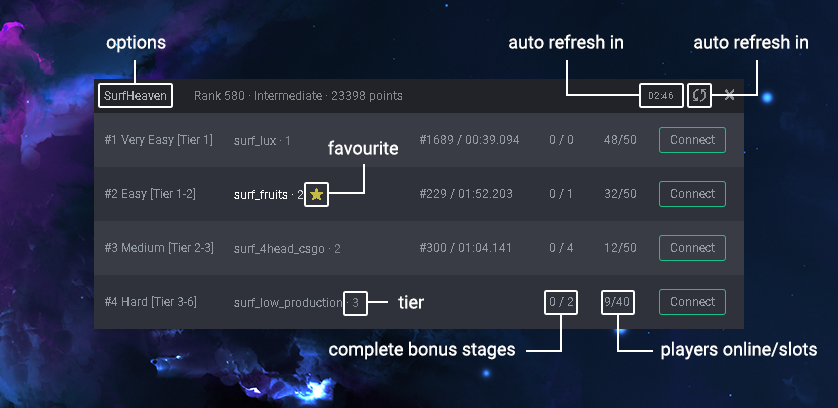 options
auto refresh in
auto refresh in
SurfHeaven Rank 580 · Intermediate · 23398 points 02:46
#1 Very Easy [Tier 1] surf_lux · 1 #1689 / 00:39.094 0 / 0 48/50 Connect
favourite
#2 Easy [Tier 1-2] surf_fruits · 2 #229 / 01:52.203 0 / 1 32/50 Connect
#3 Medium [Tier 2-3] surf_4head_csgo · 2 #300 / 01:04.141 0 / 4 12/50 Connect
#4 Hard [Tier 3-6] surf_low_production · 3 tier 0 / 2 9/40 Connect
complete bonus stages
players online/slots